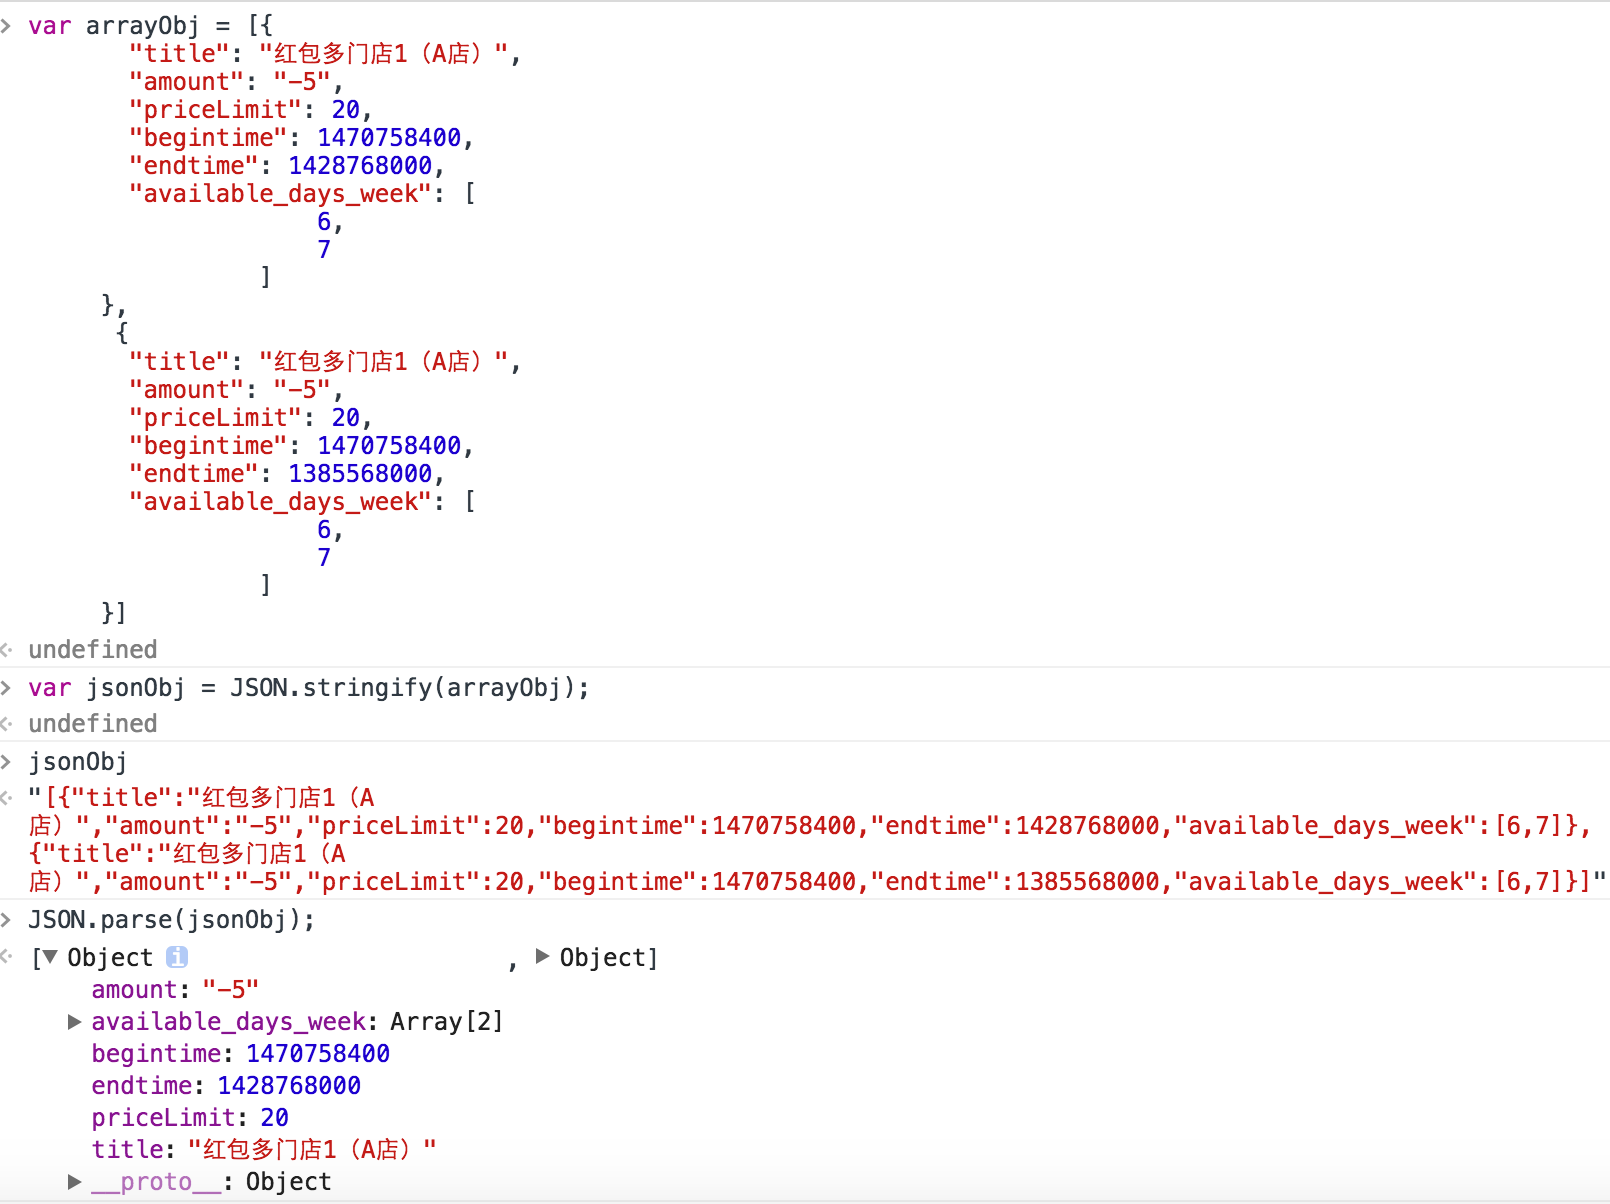 > var arrayObj = [{
"title": "红包多门店1（A店）",
"amount": "-5",
"priceLimit": 20,
"begintime": 1470758400,
"endtime": 1428768000,
"available_days_week": [
6,
7
]
},
{
"title": "红包多门店1（A店）",
"amount": "-5",
"priceLimit": 20,
"begintime": 1470758400,
"endtime": 1385568000,
"available_days_week": [
6,
7
]
}]
undefined
> var jsonObj = JSON.stringify(arrayObj);
undefined
> jsonObj
"[{"title":"红包多门店1（A
店）","amount":"-5","priceLimit":20,"begintime":1470758400,"endtime":1428768000,"available_days_week":[6,7]},
{"title":"红包多门店1（A
店）","amount":"-5","priceLimit":20,"begintime":1470758400,"endtime":1385568000,"available_days_week":[6,7]}]"
> JSON.parse(jsonObj);
[▼Object i , ▶Object]
amount: "-5"
▶available_days_week: Array[2]
begintime: 1470758400
endtime: 1428768000
priceLimit: 20
title: "红包多门店1（A店）"
▶__proto__: Object